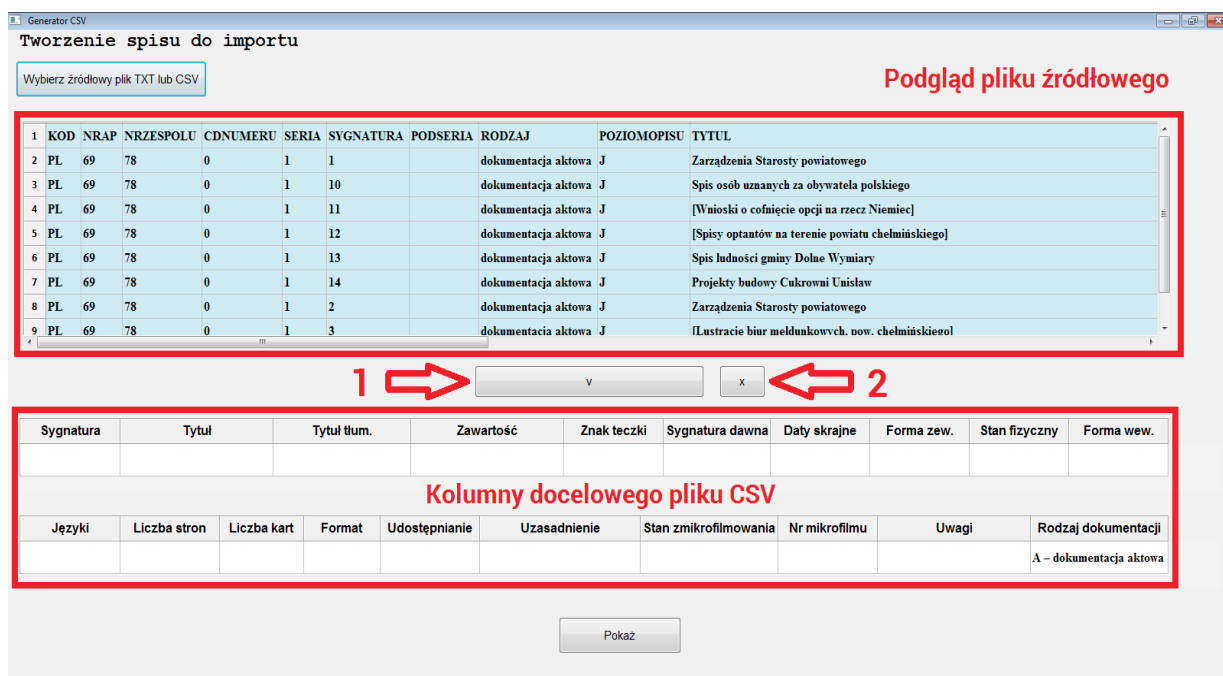 Generator CSV
Tworzenie spisu do importu
Wybierz źródłowy plik TXT lub CSV
Podgląd pliku źródłowego
1 KOD NRAP NRZESPOLU CDNUMERU SERIA SYGNATURA PODSERIA RODZAJ POZIOMOPISU TYTUL
2 PL 69 78 0 1 1 dokumentacja aktowa J Zarządzenia Starosty powiatowego
3 PL 69 78 0 1 10 dokumentacja aktowa J Spis osób uznanych za obywatela polskiego
4 PL 69 78 0 1 11 dokumentacja aktowa J [Wnioski o cofnięcie opcji na rzecz Niemiec]
5 PL 69 78 0 1 12 dokumentacja aktowa J [Spisy optantów na terenie powiatu chełmińskiego]
6 PL 69 78 0 1 13 dokumentacja aktowa J Spis ludności gminy Dolne Wymiary
7 PL 69 78 0 1 14 dokumentacja aktowa J Projekty budowy Cukrowni Unisław
8 PL 69 78 0 1 2 dokumentacja aktowa J Zarządzenia Starosty powiatowego
9 PL 69 78 0 1 3 dokumentacja aktowa J [Lustracje biur meldunkowych, pow. chełmińskiego]
1 v x 2
Sygnatura Tytuł Tytuł tłum. Zawartość Znak teczki Sygnatura dawna Daty skrajne Forma zew. Stan fizyczny Forma wew.
Kolumny docelowego pliku CSV
Języki Liczba stron Liczba kart Format Udostępnianie Uzasadnienie Stan zmikrofilmowania Nr mikrofilmu Uwagi Rodzaj dokumentacji
A – dokumentacja aktowa
Pokaż